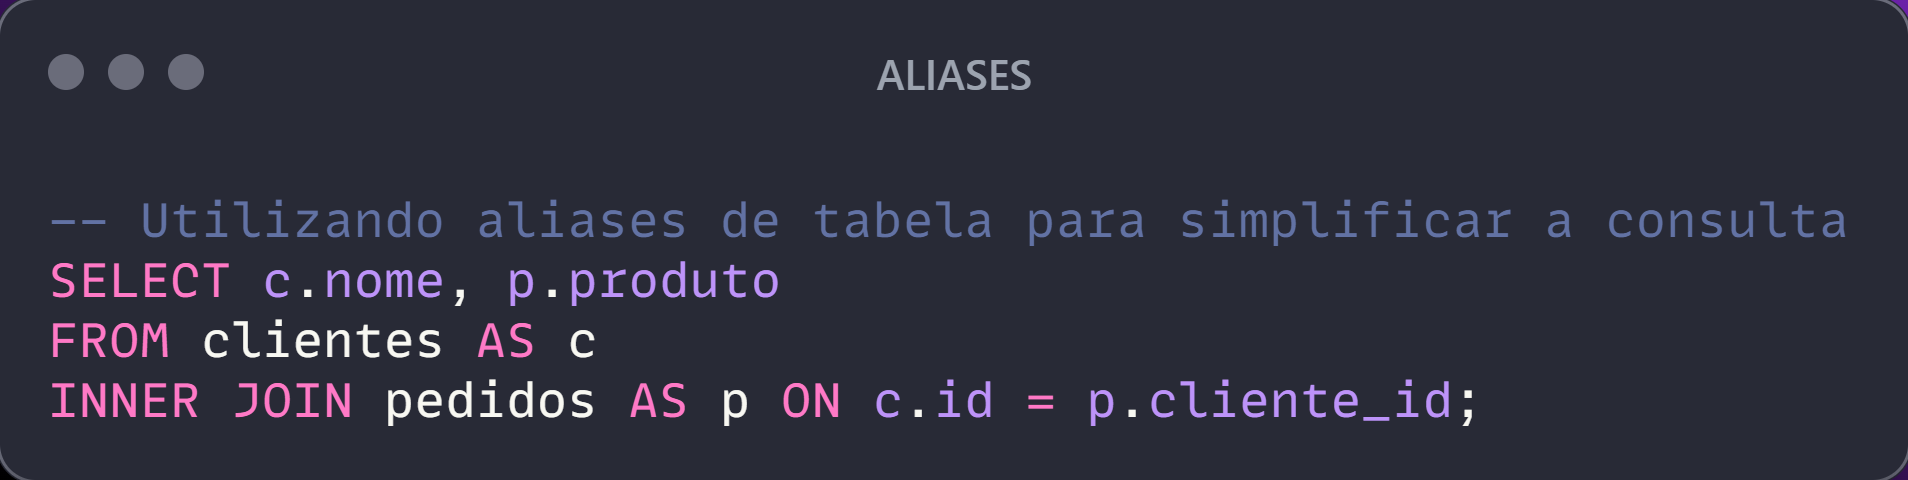 ALIASES
-- Utilizando aliases de tabela para simplificar a consulta
SELECT c.nome, p.produto
FROM clientes AS c
INNER JOIN pedidos AS p ON c.id = p.cliente_id;